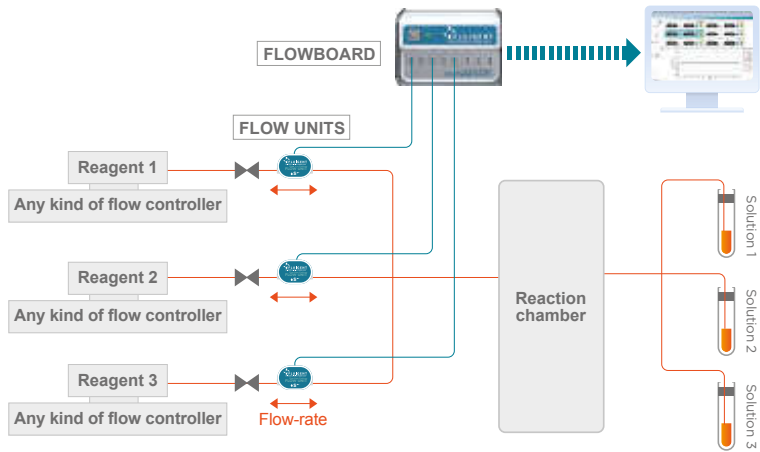 FLOWBOARD
FLOW UNITS
Reagent 1
Any kind of flow controller
Reagent 2
Any kind of flow controller
Reagent 3
Any kind of flow controller
Flow-rate
Reaction
chamber
Solution 1
Solution 2
Solution 3